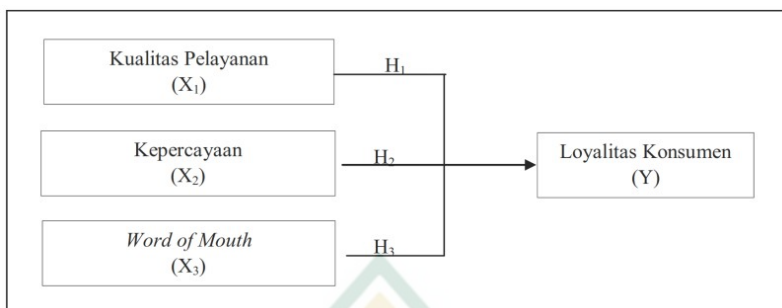 Kualitas Pelayanan
(X₁)
H₁
Kepercayaan
(X₂)
H₂
Word of Mouth
(X₃)
H₃
Loyalitas Konsumen
(Y)